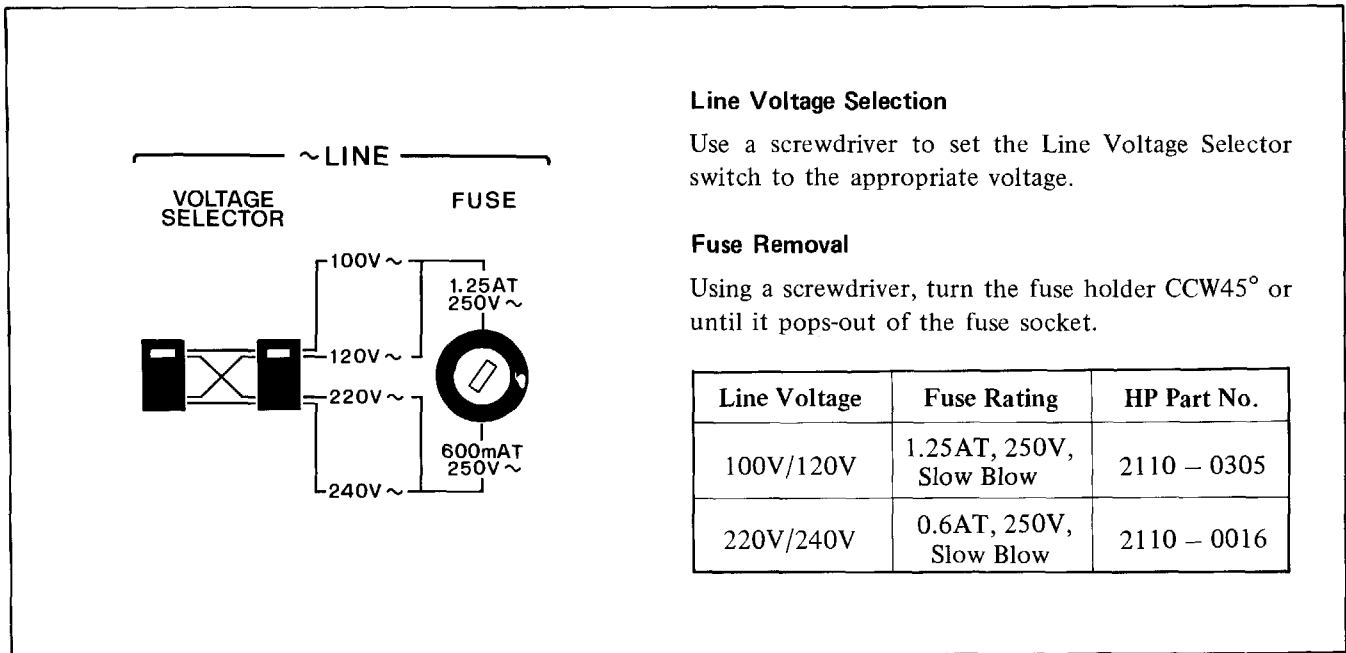 ~LINE
VOLTAGE
SELECTOR
FUSE
100V~
120V~
220V~
240V~
1.25AT
250V~
600mAT
250V~
Line Voltage Selection
Use a screwdriver to set the Line Voltage Selector
switch to the appropriate voltage.
Fuse Removal
Using a screwdriver, turn the fuse holder CCW45° or
until it pops-out of the fuse socket.
Line Voltage Fuse Rating HP Part No.
100V/120V 1.25AT, 250V, 2110 – 0305
Slow Blow
220V/240V 0.6AT, 250V, 2110 – 0016
Slow Blow